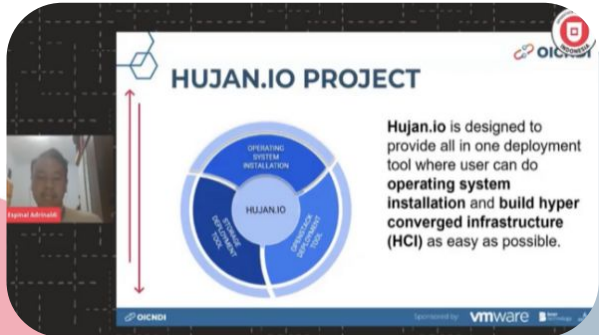 OICNDI
INDONESIA
HUJAN.IO PROJECT
OPERATING
SYSTEM
INSTALLATION
HUJAN.IO
STORAGE
DEPLOYMENT
TOOL
OPENSTACK
DEPLOYMENT
TOOL
Hujan.io is designed to
provide all in one deployment
tool where user can do
operating system
installation and build hyper
converged infrastructure
(HCI) as easy as possible.
Espinal Adrinaldi
OICNDI
Sponsored by
vmware